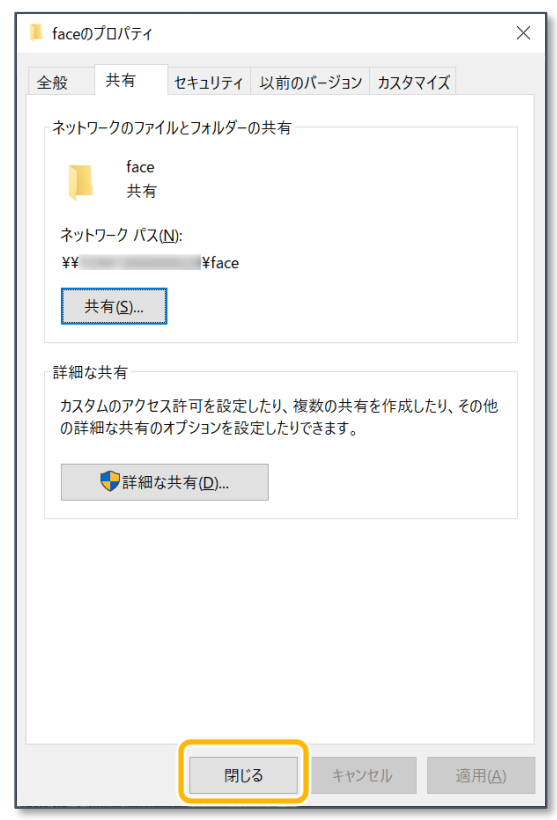 faceのプロパティ
全般 共有 セキュリティ 以前のバージョン カスタマイズ
ネットワークのファイルとフォルダーの共有
face
共有
ネットワーク パス(N):
¥¥ ¥face
共有(S)...
詳細な共有
カスタムのアクセス許可を設定したり、複数の共有を作成したり、その他
の詳細な共有のオプションを設定したりできます。
詳細な共有(D)...
閉じる キャンセル 適用(A)